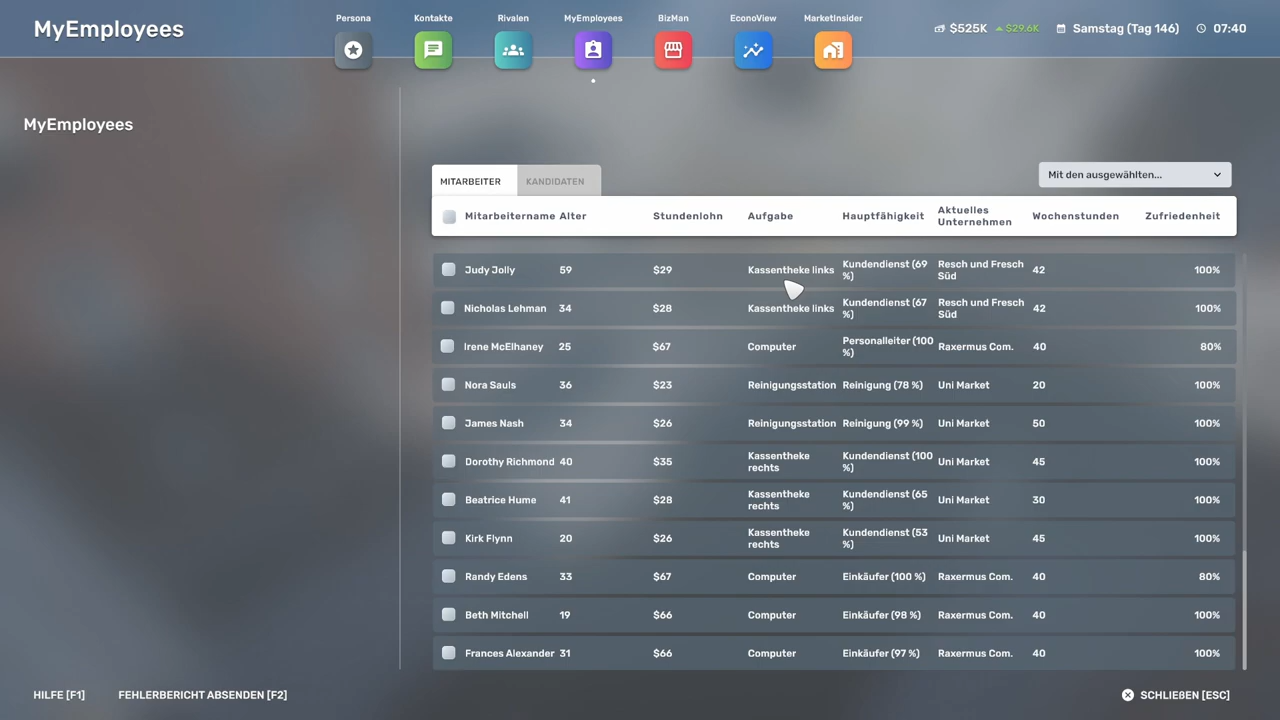 MyEmployees
Persona
Kontakte
Rivalen
MyEmployees
BizMan
EconoView
MarketInsider
$525K
$29.6K
Samstag (Tag 146)
07:40
MyEmployees
MITARBEITER
KANDIDATEN
Mit den ausgewählten...
Mitarbeitername Alter Stundenlohn Aufgabe Hauptfähigkeit Aktuelles Unternehmen Wochenstunden Zufriedenheit
Judy Jolly 59 $29 Kassentheke links Kundendienst (69 %) Resch und Fresch Süd 42 100%
Nicholas Lehman 34 $28 Kassentheke links Kundendienst (67 %) Resch und Fresch Süd 42 100%
Irene McElhaney 25 $67 Computer Personalleiter (100 %) Raxermus Com. 40 80%
Nora Sauls 36 $23 Reinigungsstation Reinigung (78 %) Uni Market 20 100%
James Nash 34 $26 Reinigungsstation Reinigung (99 %) Uni Market 50 100%
Dorothy Richmond 40 $35 Kassentheke rechts Kundendienst (100 %) Uni Market 45 100%
Beatrice Hume 41 $28 Kassentheke rechts Kundendienst (65 %) Uni Market 30 100%
Kirk Flynn 20 $26 Kassentheke rechts Kundendienst (53 %) Uni Market 45 100%
Randy Edens 33 $67 Computer Einkäufer (100 %) Raxermus Com. 40 80%
Beth Mitchell 19 $66 Computer Einkäufer (98 %) Raxermus Com. 40 100%
Frances Alexander 31 $66 Computer Einkäufer (97 %) Raxermus Com. 40 100%
HILFE [F1]
FEHLERBERICHT ABSENDEN [F2]
SCHLIEßEN [ESC]